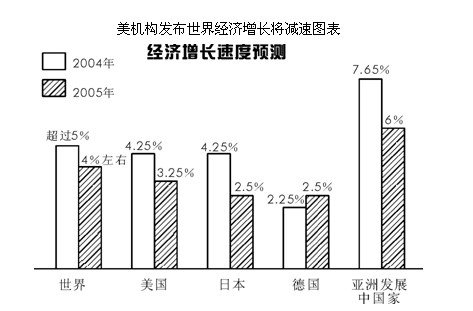 美机构发布世界经济增长将减速图表
经济增长速度预测
2004年
2005年
超过5%
4%左右
4.25%
3.25%
4.25%
2.5%
2.25%
2.5%
7.65%
6%
世界
美国
日本
德国
亚洲发展
中国家